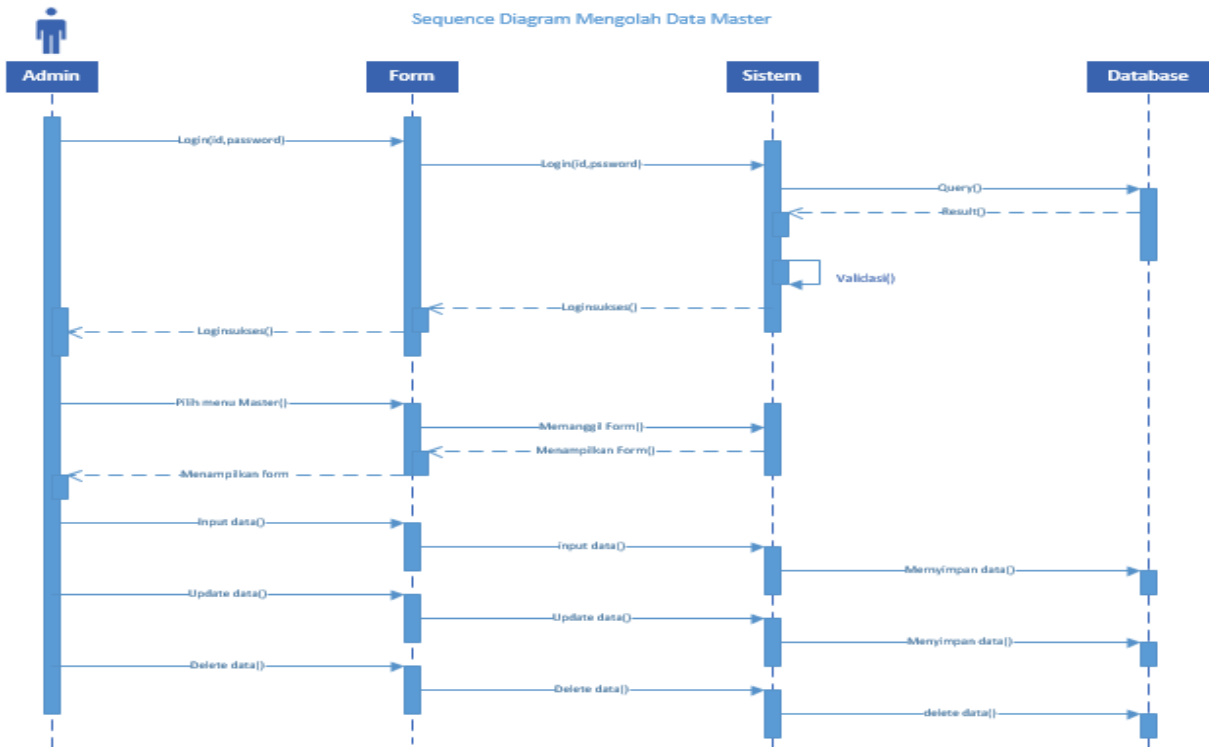 Sequence Diagram Mengolah Data Master
Admin
Form
Sistem
Database
Login(id,password)
Login(id,pssword)
Query()
Result()
Validasi()
Loginsukses()
Loginsukses()
Pilih menu Master()
Memanggil Form()
Menampilkan Form()
Menampilkan form
Input data()
input data()
Memyimpan data()
Update data()
Update data()
Menyimpan data()
Delete data()
Delete data()
delete data()